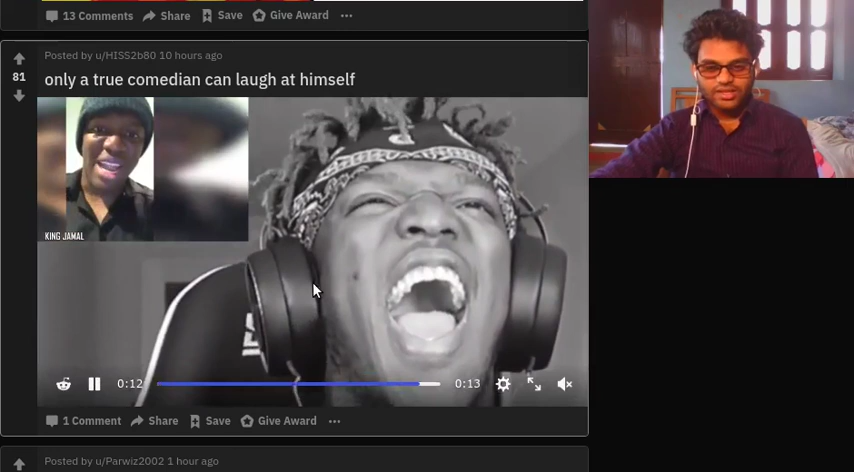 13 Comments Share Save Give Award
Posted by u/HISS2b80 10 hours ago
81
only a true comedian can laugh at himself
KING JAMAL
0:12 0:13
1 Comment Share Save Give Award
Posted by u/Parwiz2002 1 hour ago